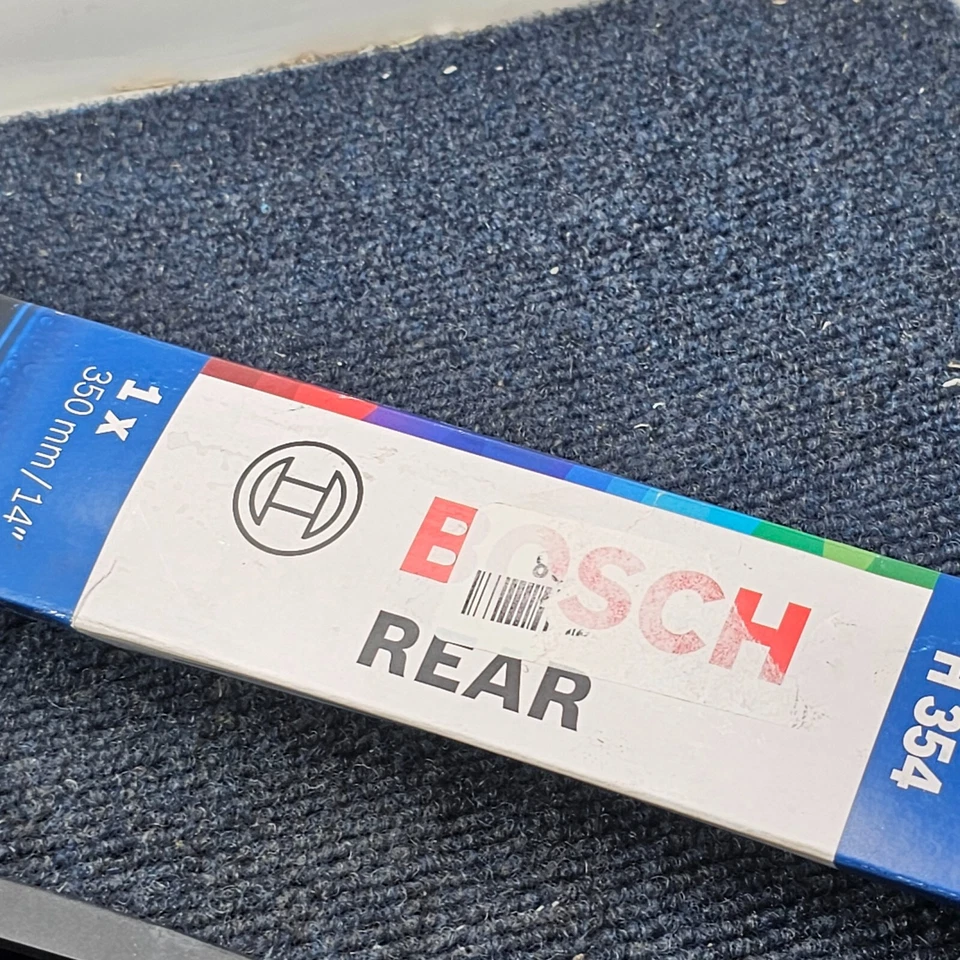 1 x
350 mm / 14"
BOSCH
REAR
H 354